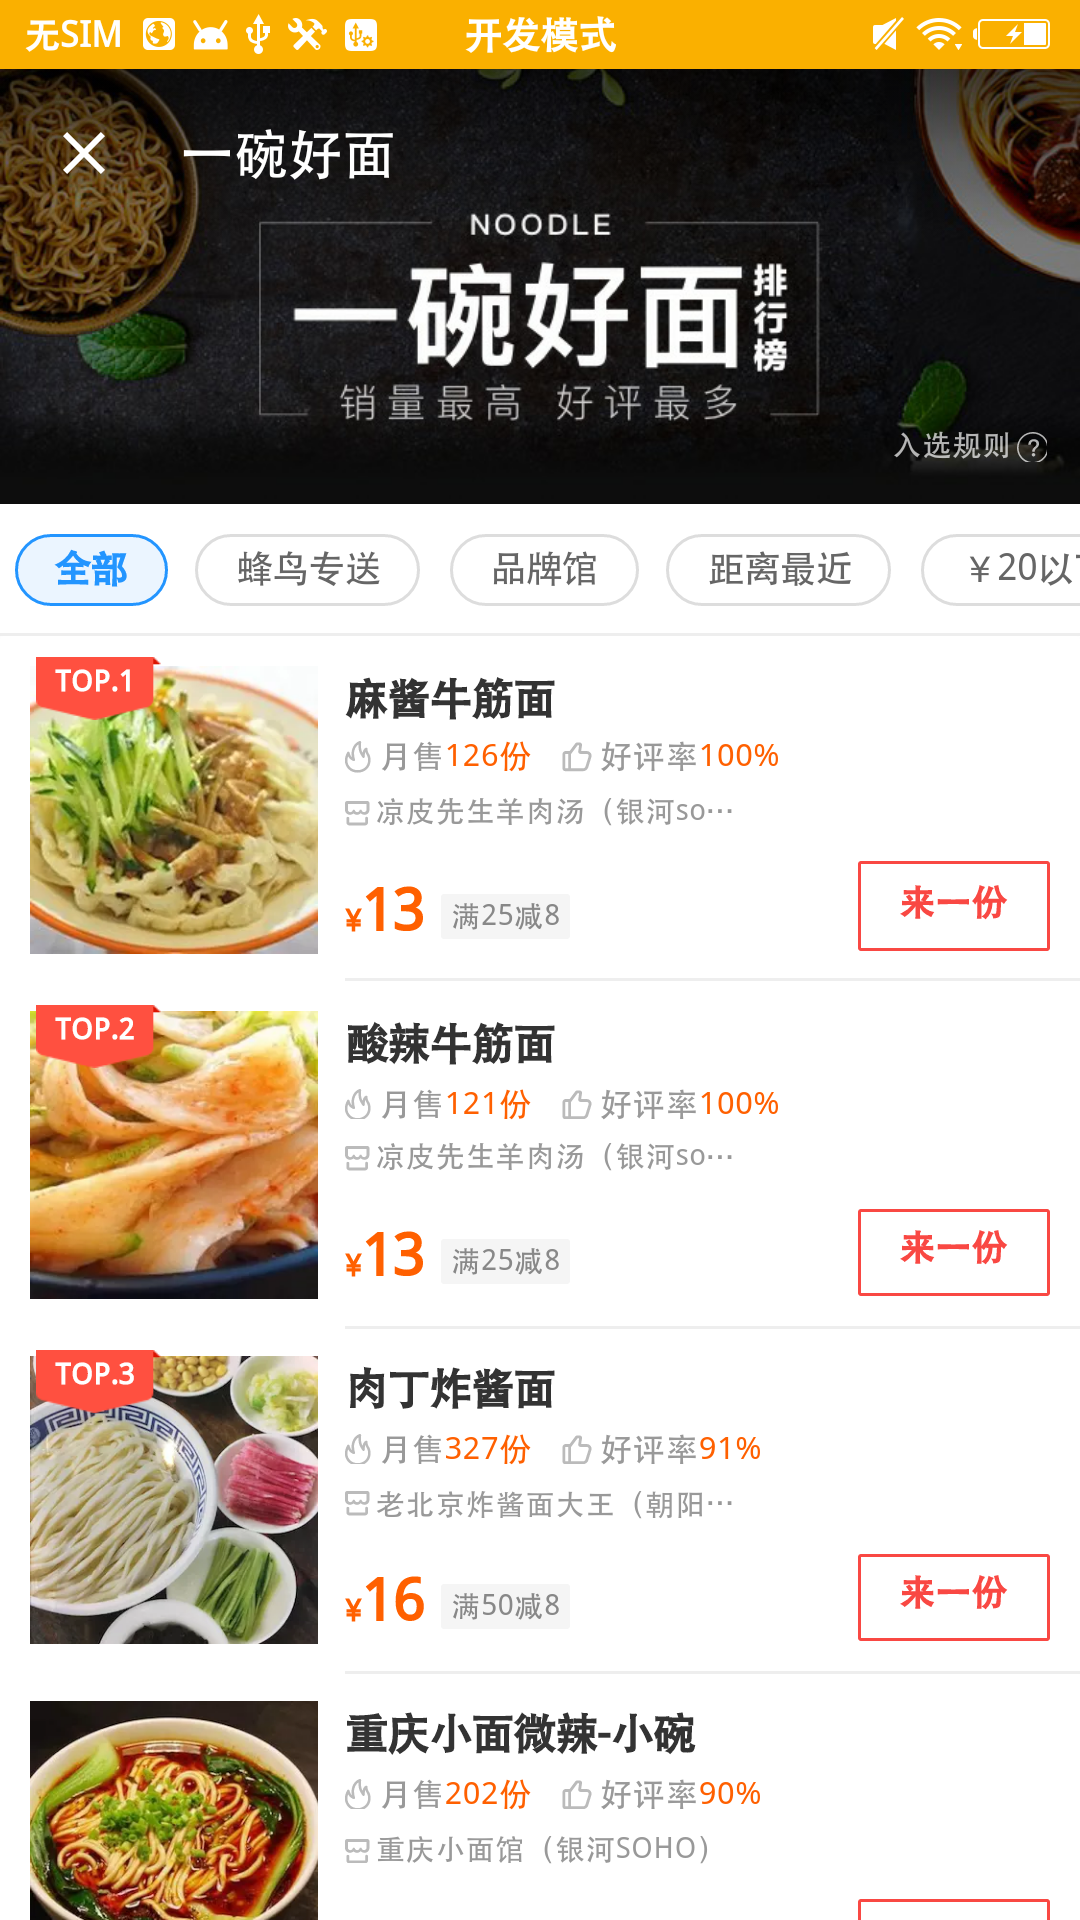 无SIM 开发模式
一碗好面
NOODLE
一碗好面排行榜
销量最高 好评最多
入选规则?
全部 蜂鸟专送 品牌馆 距离最近 ￥20以下
TOP.1
麻酱牛筋面
月售126份 好评率100%
凉皮先生羊肉汤（银河so…
¥13 满25减8 来一份
TOP.2
酸辣牛筋面
月售121份 好评率100%
凉皮先生羊肉汤（银河so…
¥13 满25减8 来一份
TOP.3
肉丁炸酱面
月售327份 好评率91%
老北京炸酱面大王（朝阳…
¥16 满50减8 来一份
重庆小面微辣-小碗
月售202份 好评率90%
重庆小面馆（银河SOHO）